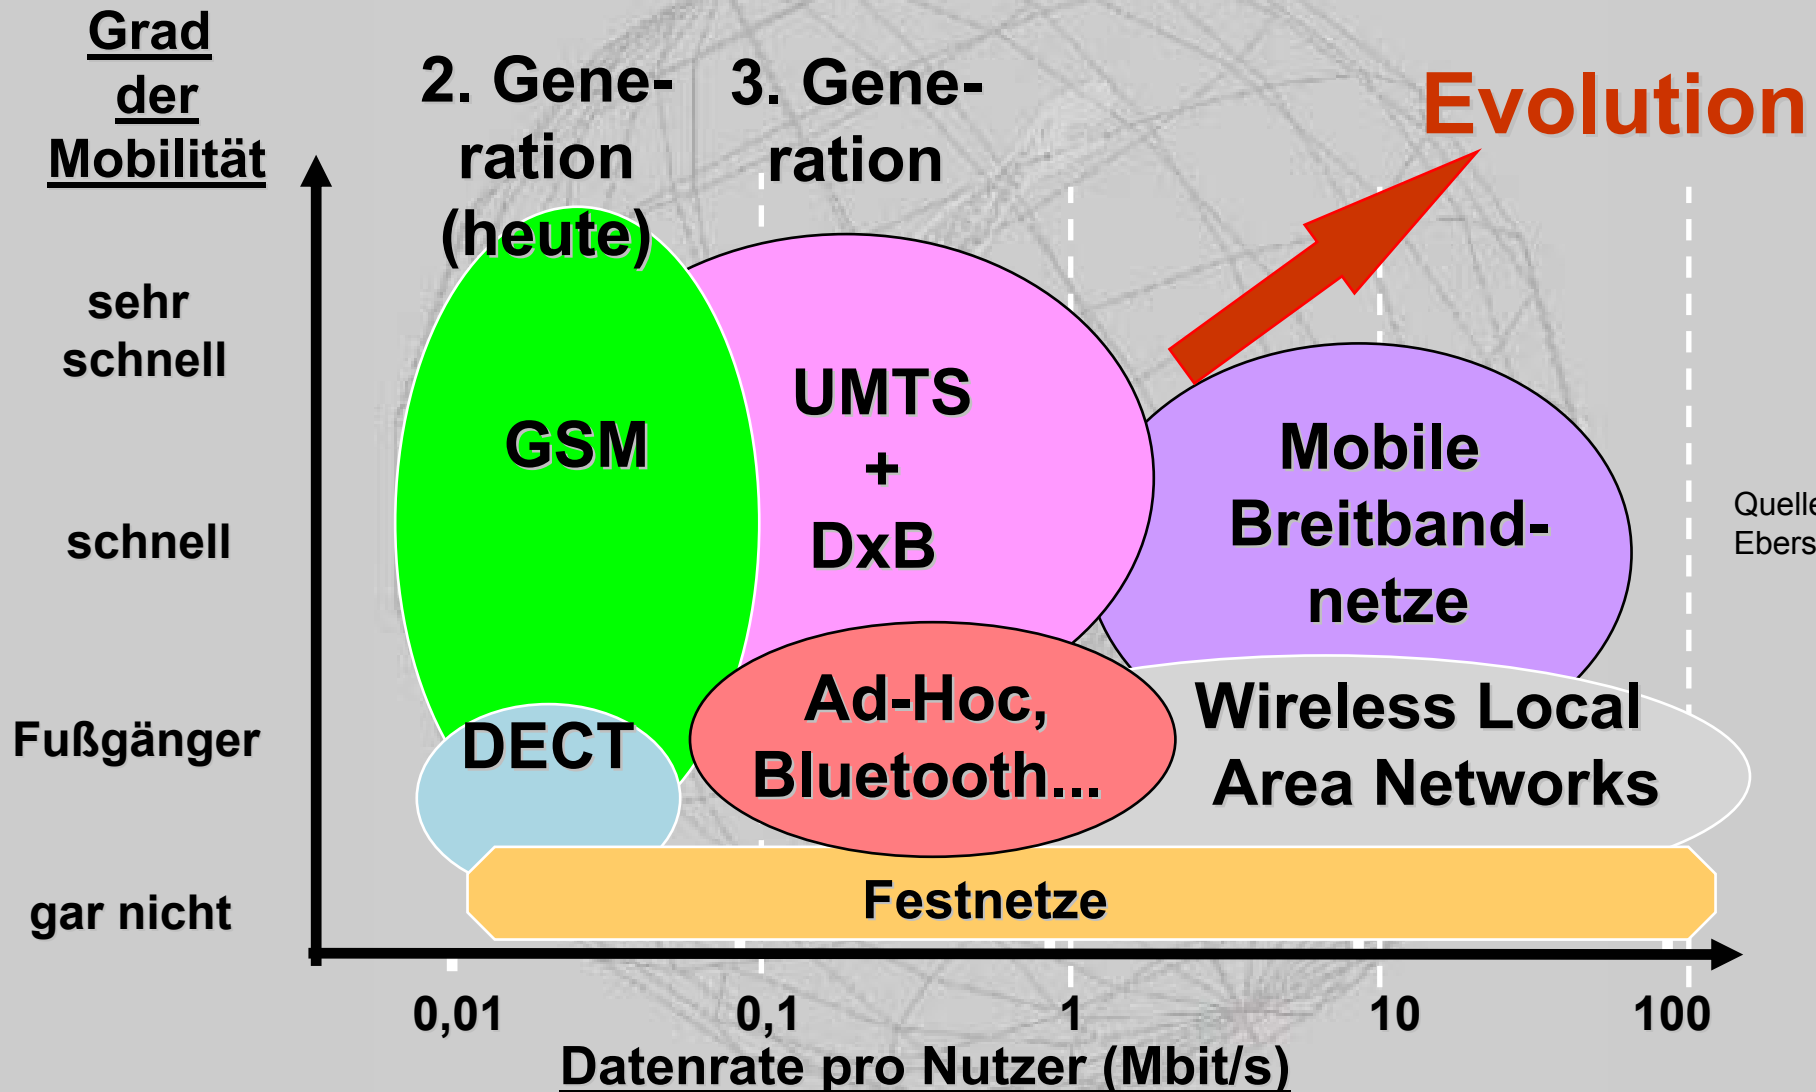 Grad
der
Mobilität
2. Gene-
ration
(heute)
3. Gene-
ration
Evolution
sehr
schnell
schnell
Fußgänger
gar nicht
GSM
UMTS
+
DxB
Mobile
Breitband-
netze
DECT
Ad-Hoc,
Bluetooth...
Wireless Local
Area Networks
Festnetze
0,01
0,1
1
10
100
Datenrate pro Nutzer (Mbit/s)